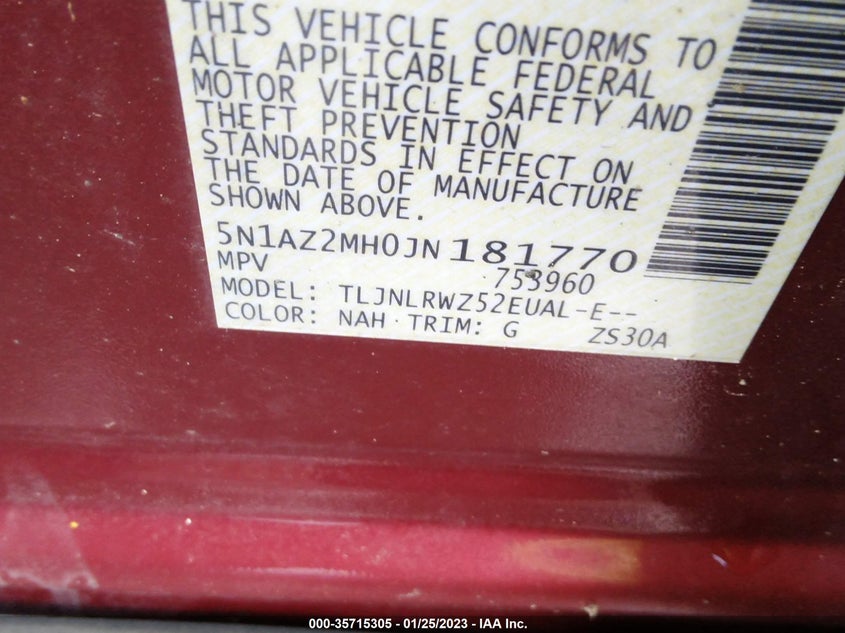 THIS VEHICLE CONFORMS TO
ALL APPLICABLE FEDERAL
MOTOR VEHICLE SAFETY AND
THEFT PREVENTION
STANDARDS IN EFFECT ON
THE DATE OF MANUFACTURE
SHOWN ABOVE.
5N1AZ2MH0JN181770
MPV 753960
MODEL: TLJNLRWZ52EUAL-E--
COLOR: NAH TRIM: G ZS30A
000-35715305 - 01/25/2023 - IAA Inc.